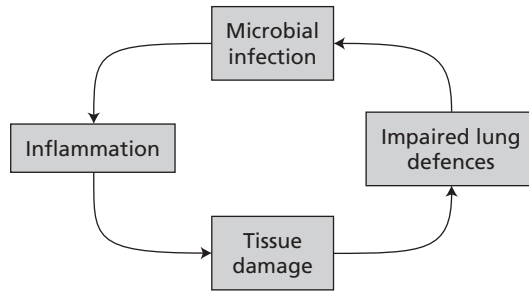 Microbial
infection
Inflammation
Impaired lung
defences
Tissue
damage